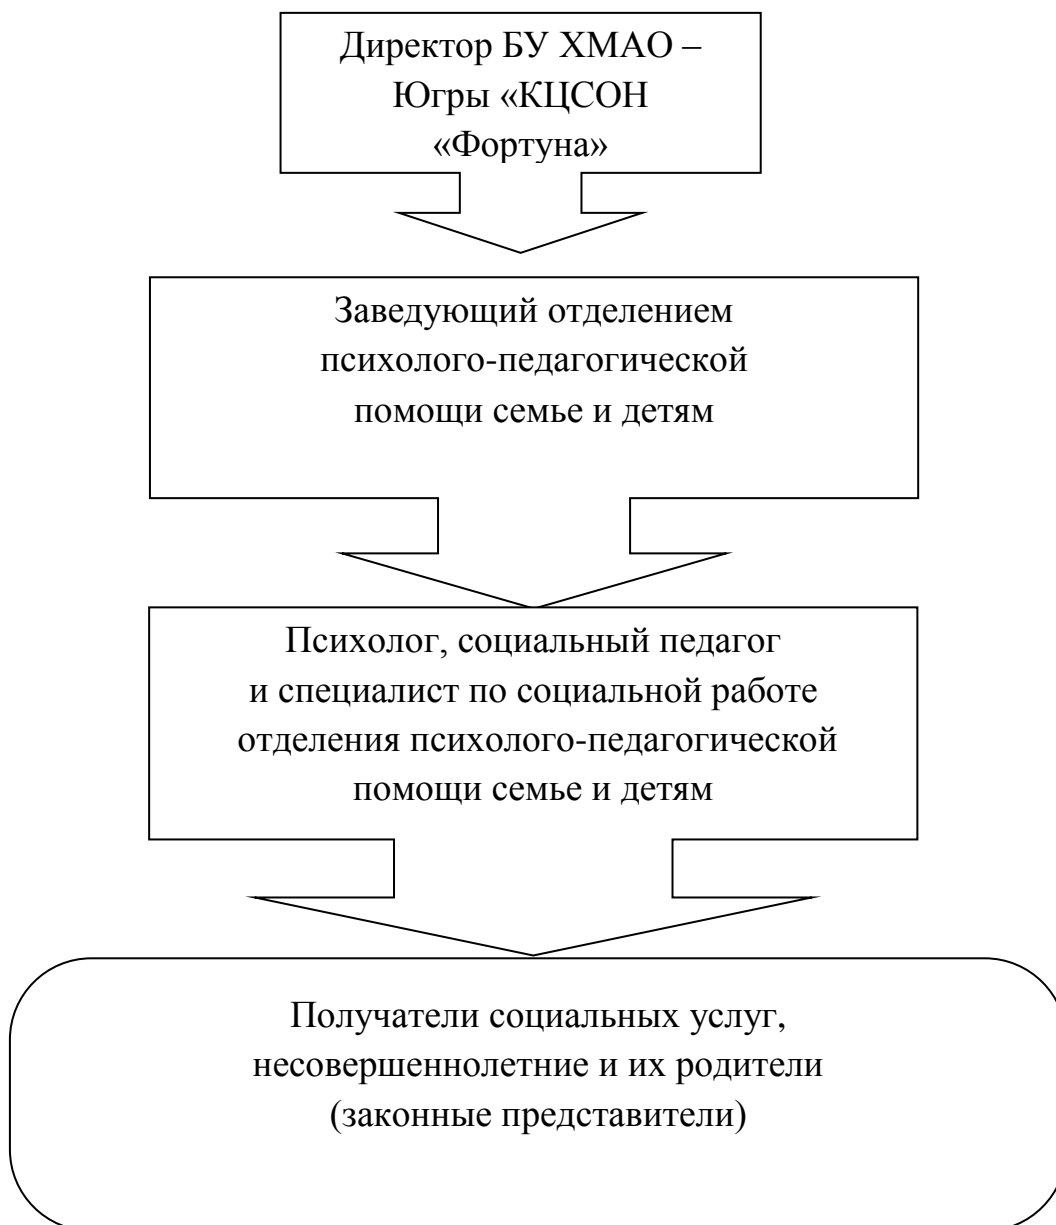 Директор БУ ХМАО –
Югры «КЦСОН
«Фортуна»
Заведующий отделением
психолого-педагогической
помощи семье и детям
Психолог, социальный педагог
и специалист по социальной работе
отделения психолого-педагогической
помощи семье и детям
Получатели социальных услуг,
несовершеннолетние и их родители
(законные представители)